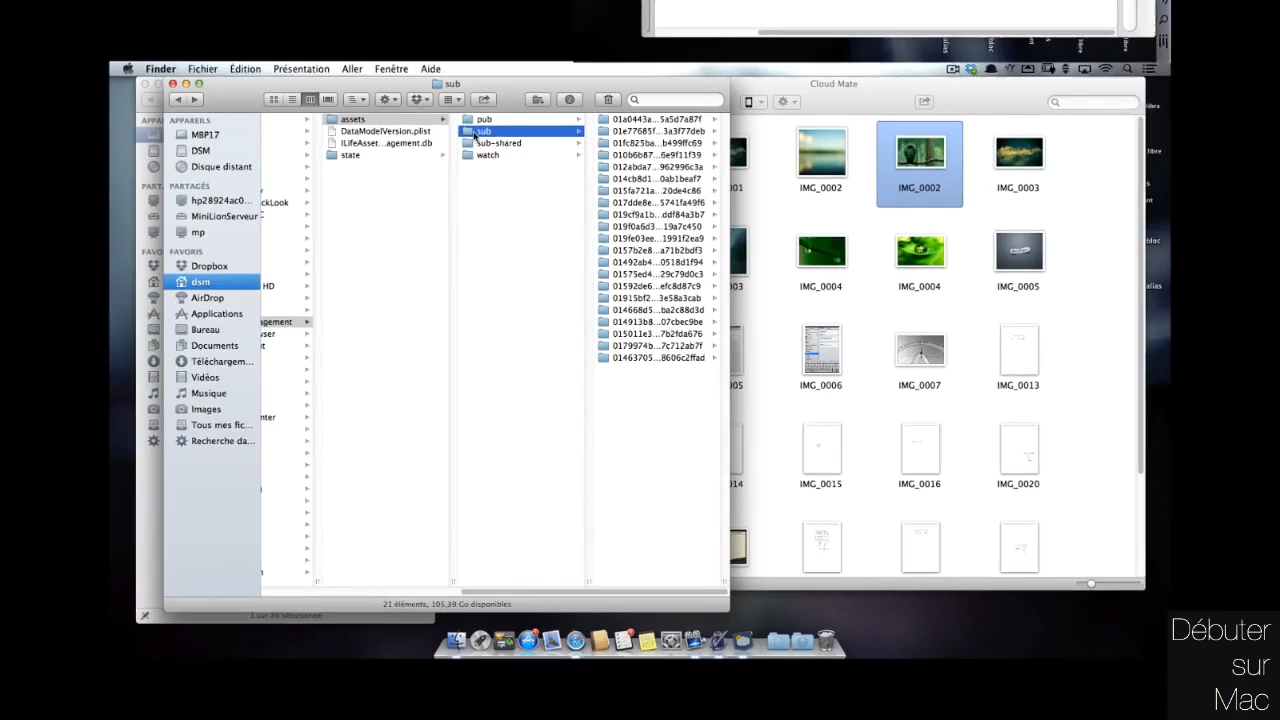 Finder Fichier Édition Présentation Aller Fenêtre Aide
sub
Cloud Mate
APPAREILS
MBP17
DSM
Disque distant
PARTAGÉS
hp28924ac0...
MiniLionServeur
mp
FAVORIS
Dropbox
dsm
AirDrop
Applications
Bureau
Documents
Téléchargem...
Vidéos
Musique
Images
Tous mes fic...
Recherche da...
assets
DataModelVersion.plist
ILifeAsset...agement.db
state
pub
sub
sub-shared
watch
01a0443a...5a5d7a87f
01e77685f...3a3f77deb
01fc825ba...b499ffc69
010b6b87...6e9f11f39
012abda7...962996c3a
014cb8d1...0ab1beaf7
015fa721a...20de4c86
017dde8e...5741fa49f6
019cf9a1b...ddf84a3b7
019f0a6d3...19a7c450
019fe03ee...1991f2ea9
0157b2e8...a71b2bdf3
01492ab4...0518d1f94
01575ed4...29c79d0c3
01592de6...efc8d87c9
01915bf2...3e58a3cab
014668d5...ba2c88d3d
014913b8...07cbec9be
015011e3...7b2fda676
0179974b...7c712ab7f
01463705...8606c2ffad
21 éléments, 105,39 Go disponibles
1 sur 36 sélectionné
IMG_0002
IMG_0002
IMG_0003
IMG_0004
IMG_0004
IMG_0005
IMG_0006
IMG_0007
IMG_0013
IMG_0015
IMG_0016
IMG_0020
Débuter
sur
Mac